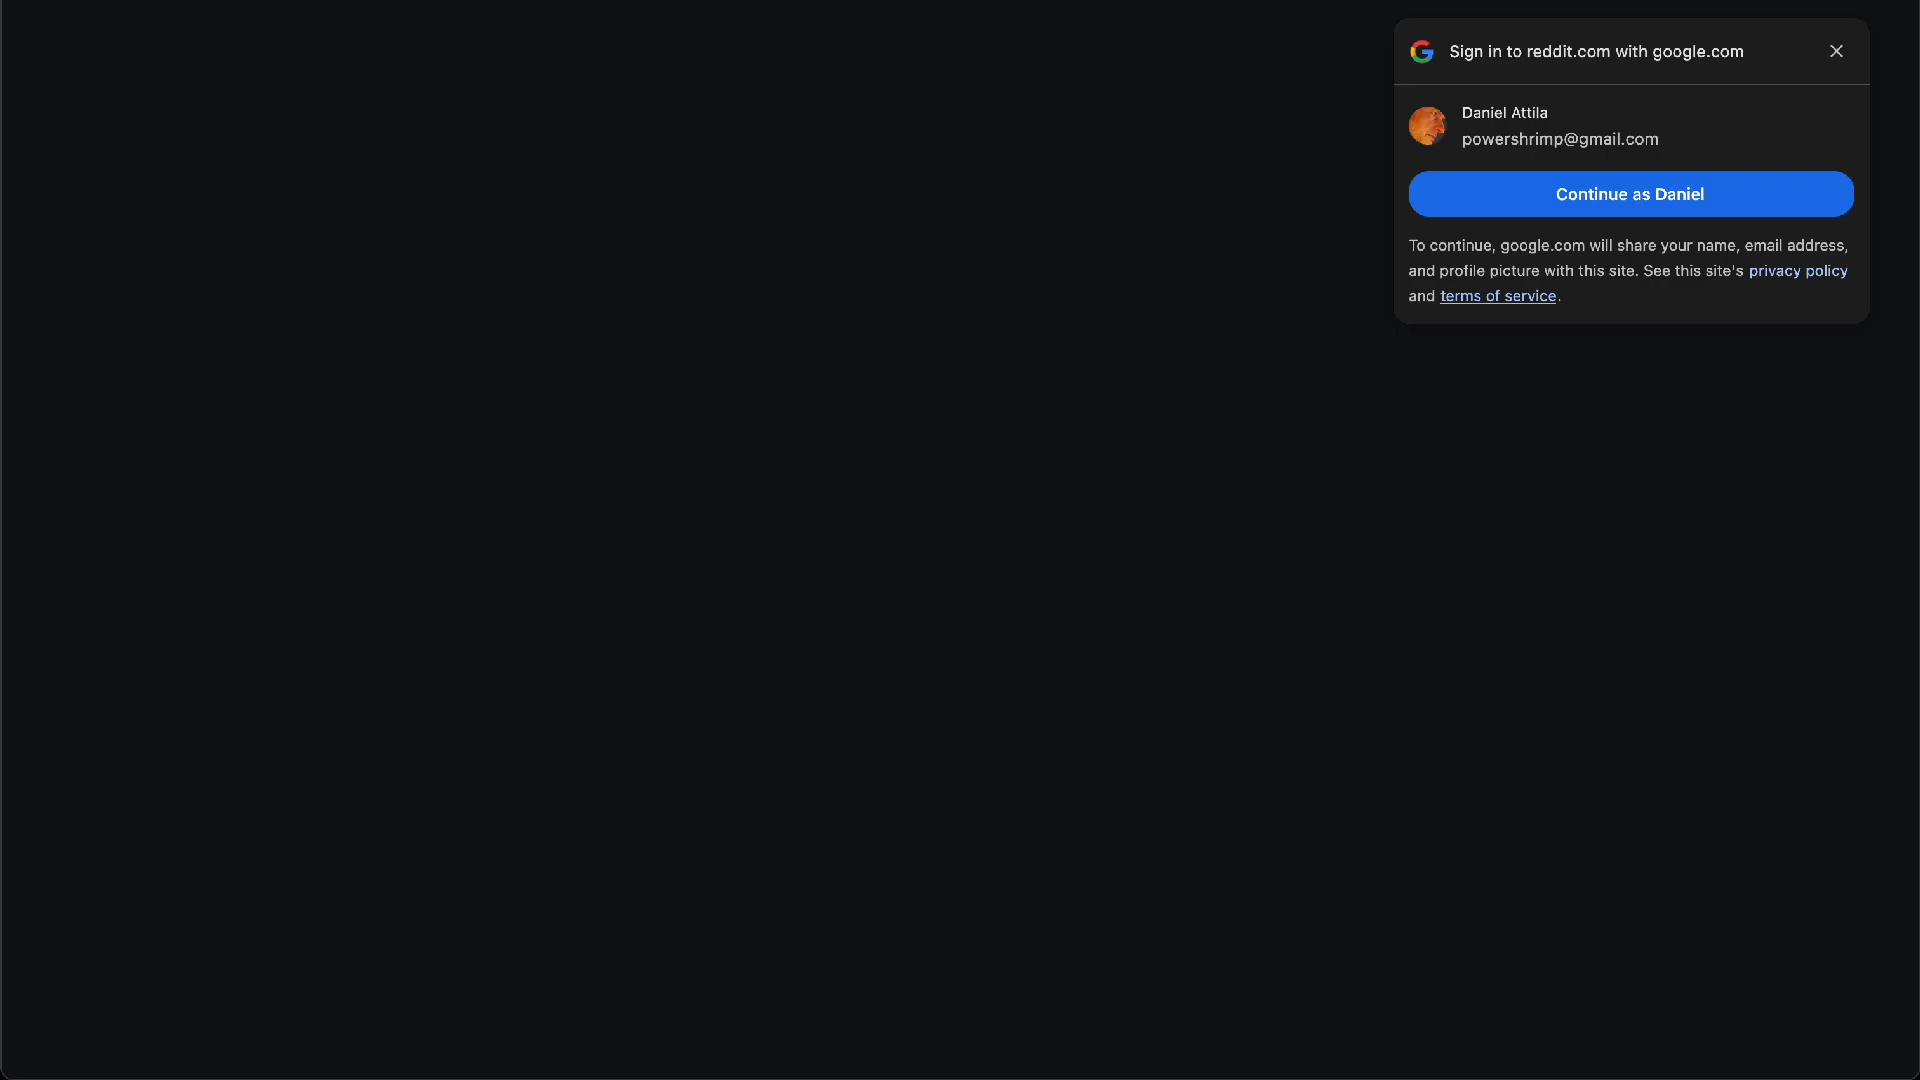 Sign in to reddit.com with google.com
Daniel Attila
powershrimp@gmail.com
Continue as Daniel
To continue, google.com will share your name, email address,
and profile picture with this site. See this site's privacy policy
and terms of service.